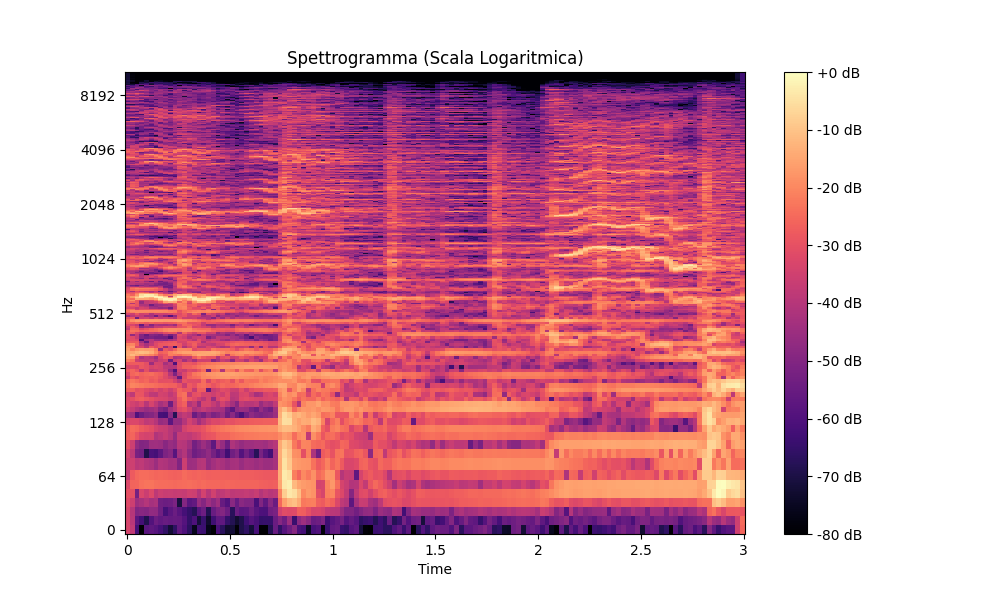 Spettrogramma (Scala Logaritmica)
Hz
8192
4096
2048
1024
512
256
128
64
0
0
0.5
1
1.5
2
2.5
3
Time
+0 dB
-10 dB
-20 dB
-30 dB
-40 dB
-50 dB
-60 dB
-70 dB
-80 dB